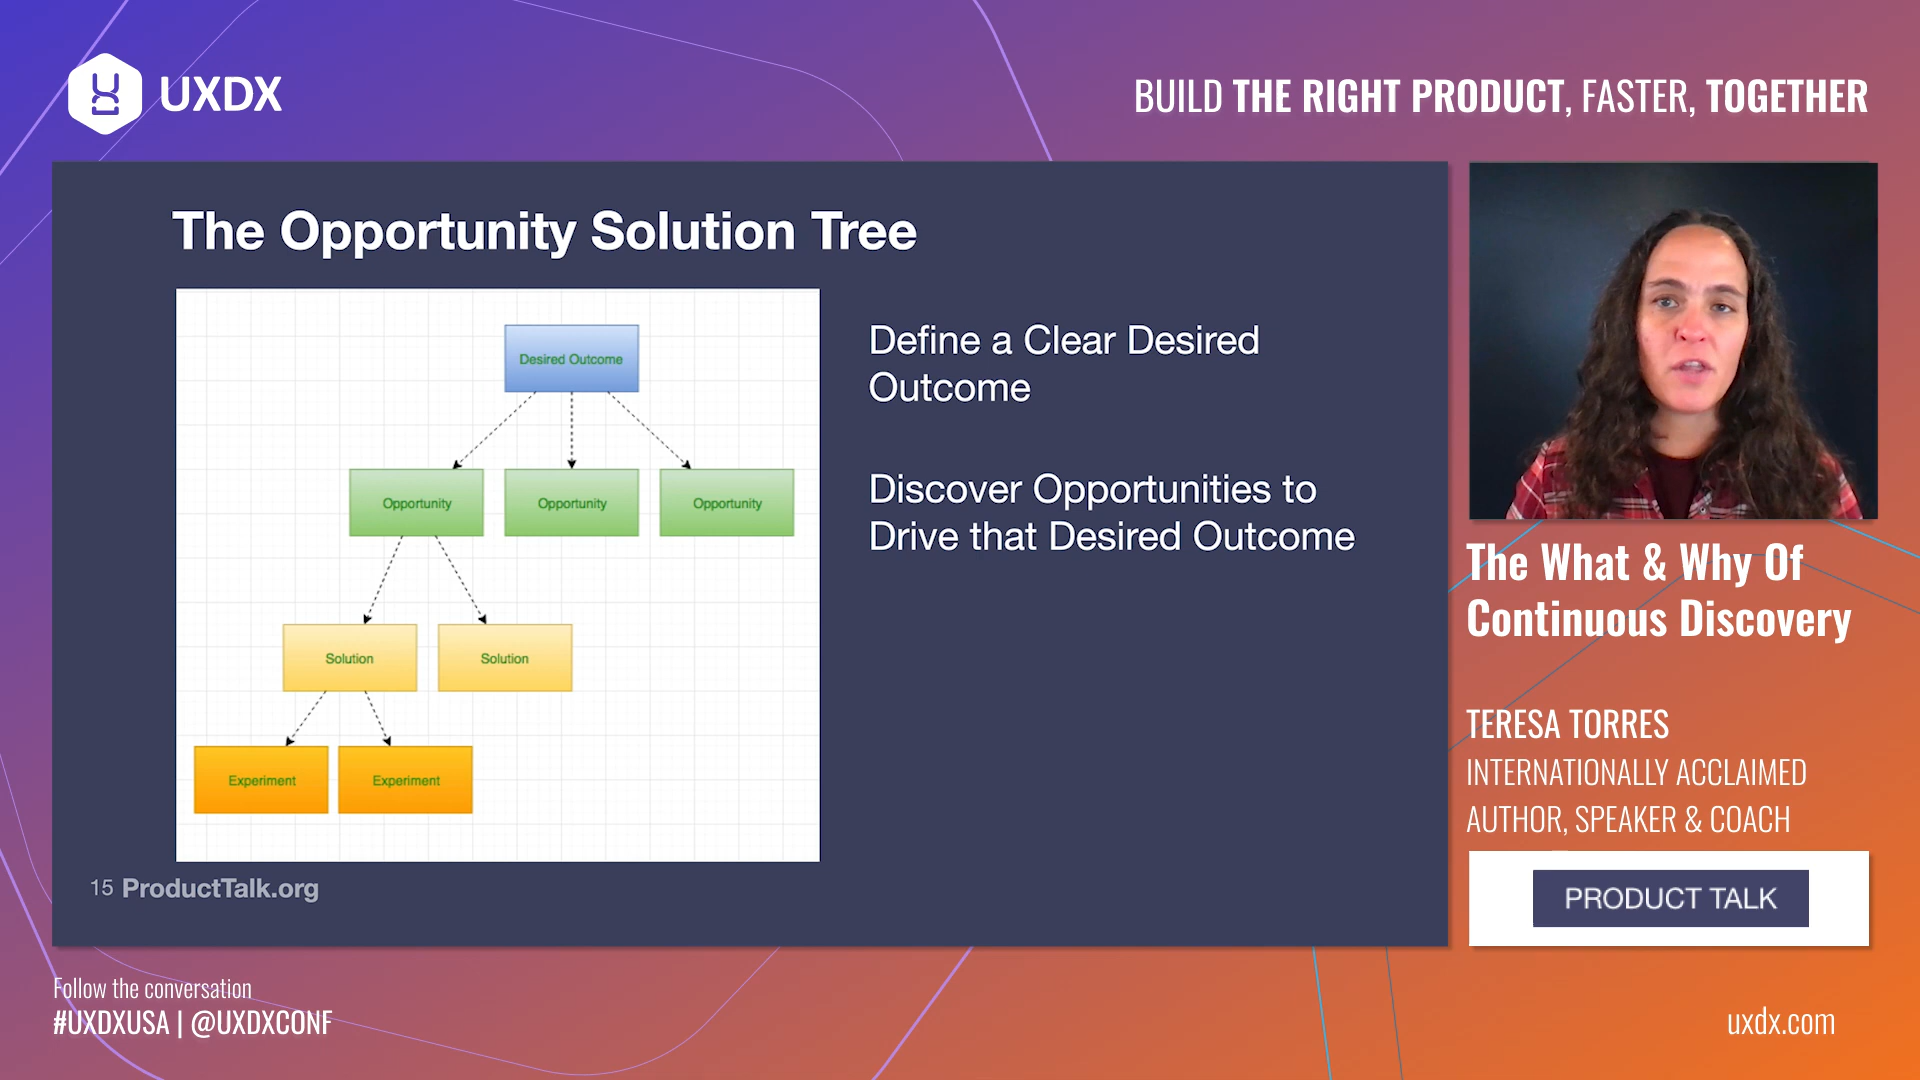 UXDX
BUILD THE RIGHT PRODUCT, FASTER, TOGETHER
The Opportunity Solution Tree
Desired Outcome
Opportunity
Opportunity
Opportunity
Solution
Solution
Experiment
Experiment
Define a Clear Desired
Outcome
Discover Opportunities to
Drive that Desired Outcome
15 ProductTalk.org
The What & Why Of
Continuous Discovery
TERESA TORRES
INTERNATIONALLY ACCLAIMED
AUTHOR, SPEAKER & COACH
PRODUCT TALK
Follow the conversation
#UXDXUSA | @UXDXCONF
uxdx.com